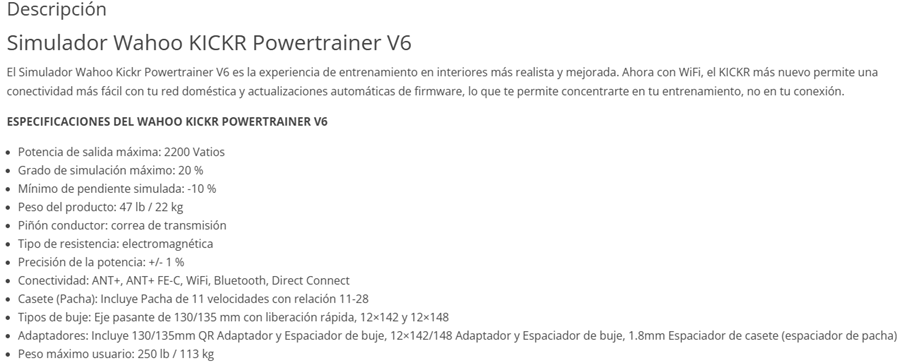 Descripción
Simulador Wahoo KICKR Powertrainer V6
El Simulador Wahoo Kickr Powertrainer V6 es la experiencia de entrenamiento en interiores más realista y mejorada. Ahora con WiFi, el KICKR más nuevo permite una
conectividad más fácil con tu red doméstica y actualizaciones automáticas de firmware, lo que te permite concentrarte en tu entrenamiento, no en tu conexión.
ESPECIFICACIONES DEL WAHOO KICKR POWERTRAINER V6
• Potencia de salida máxima: 2200 Vatios
• Grado de simulación máximo: 20 %
• Mínimo de pendiente simulada: -10 %
• Peso del producto: 47 lb / 22 kg
• Piñón conductor: correa de transmisión
• Tipo de resistencia: electromagnética
• Precisión de la potencia: +/- 1 %
• Conectividad: ANT+, ANT+ FE-C, WiFi, Bluetooth, Direct Connect
• Casete (Pacha): Incluye Pacha de 11 velocidades con relación 11-28
• Tipos de buje: Eje pasante de 130/135 mm con liberación rápida, 12×142 y 12×148
• Adaptadores: Incluye 130/135mm QR Adaptador y Espaciador de buje, 12×142/148 Adaptador y Espaciador de buje, 1.8mm Espaciador de casete (espaciador de pacha)
• Peso máximo usuario: 250 lb / 113 kg